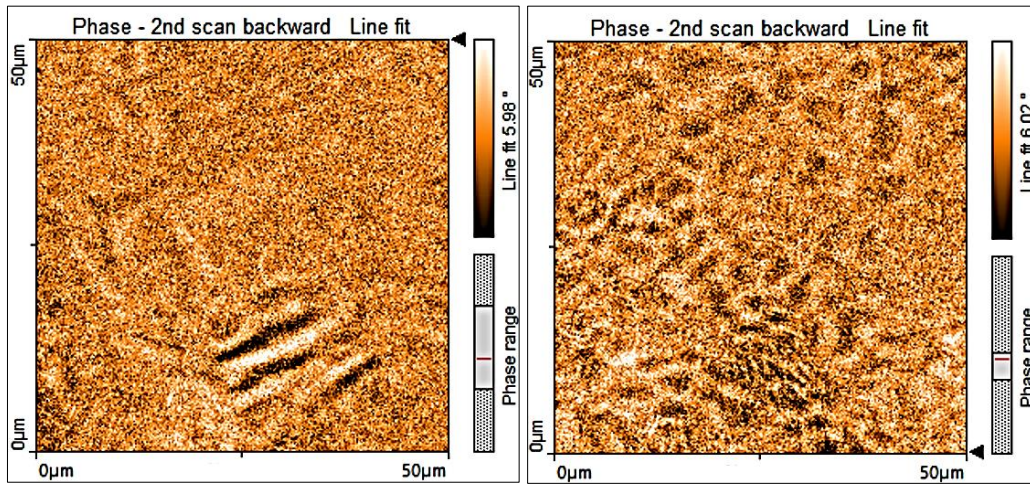 Phase - 2nd scan backward Line fit
50µm
0µm
0µm
50µm
Line fit 5.98 °
Phase range
Phase - 2nd scan backward Line fit
50µm
0µm
0µm
50µm
Line fit 6.02 °
Phase range